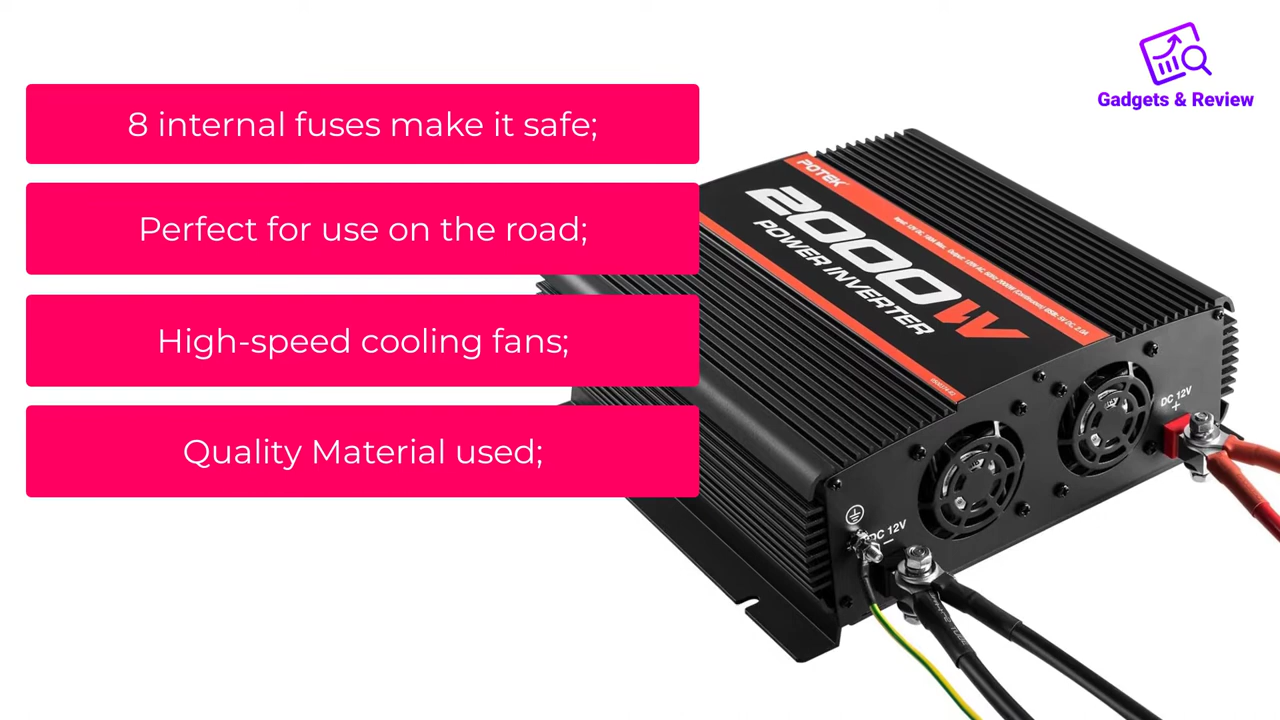 Gadgets & Review
8 internal fuses make it safe;
Perfect for use on the road;
High-speed cooling fans;
Quality Material used;
POTEK
2000W
POWER INVERTER
DC 12V
+
DC 12V
−